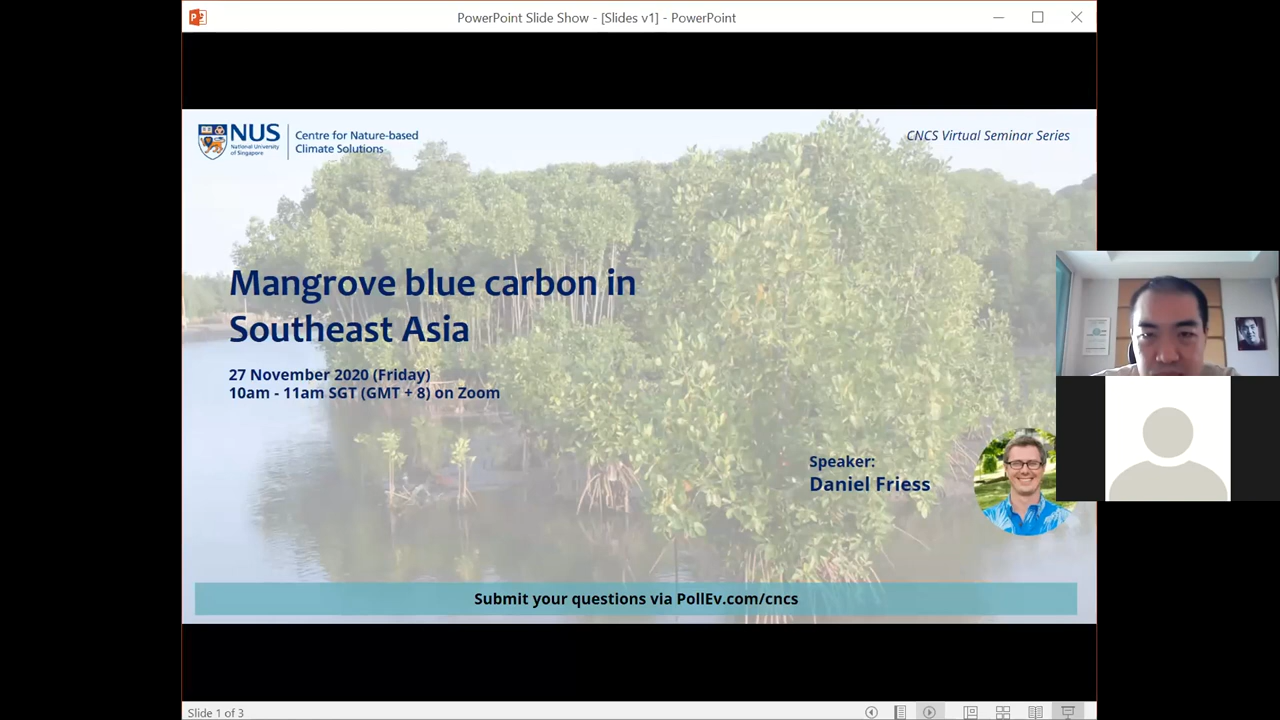 PowerPoint Slide Show - [Slides v1] - PowerPoint
NUS
National University
of Singapore
Centre for Nature-based
Climate Solutions
CNCS Virtual Seminar Series
Mangrove blue carbon in
Southeast Asia
27 November 2020 (Friday)
10am - 11am SGT (GMT + 8) on Zoom
Speaker:
Daniel Friess
Submit your questions via PollEv.com/cncs
Slide 1 of 3